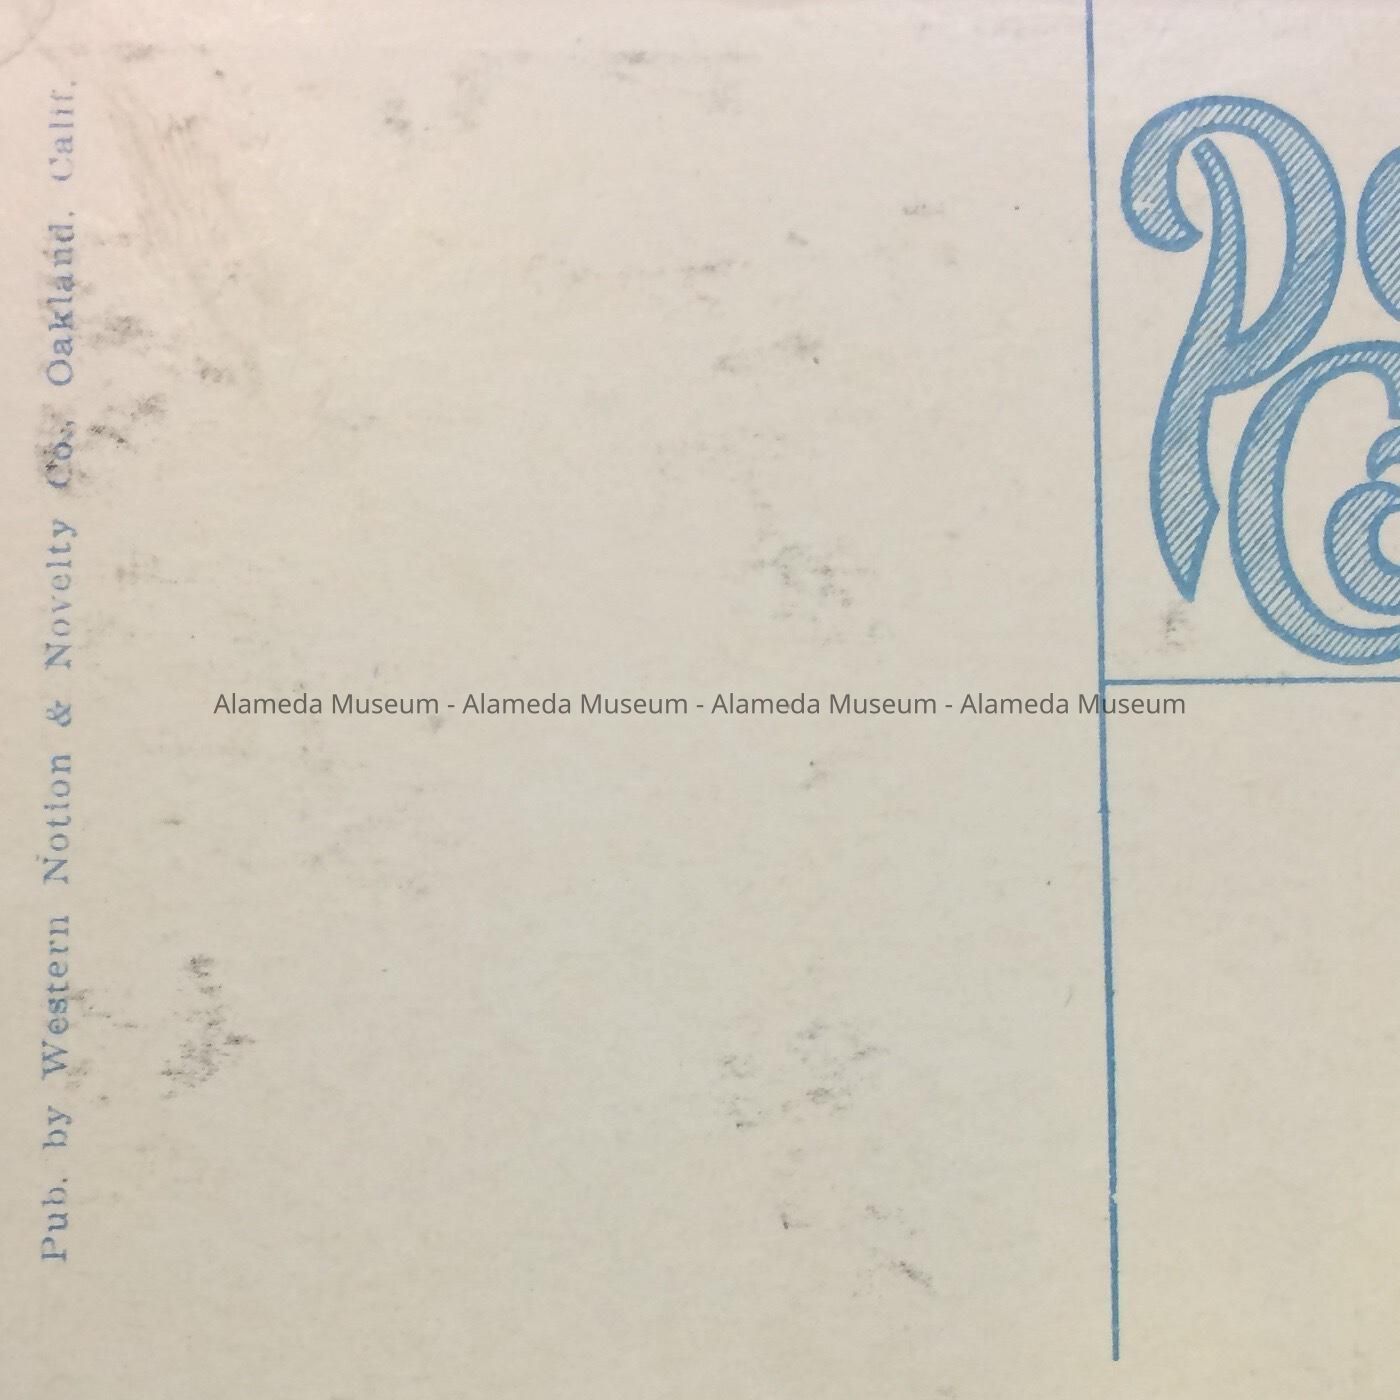 Pub. by Western Notion & Novelty Co., Oakland, Calif.
Alameda Museum - Alameda Museum - Alameda Museum - Alameda Museum